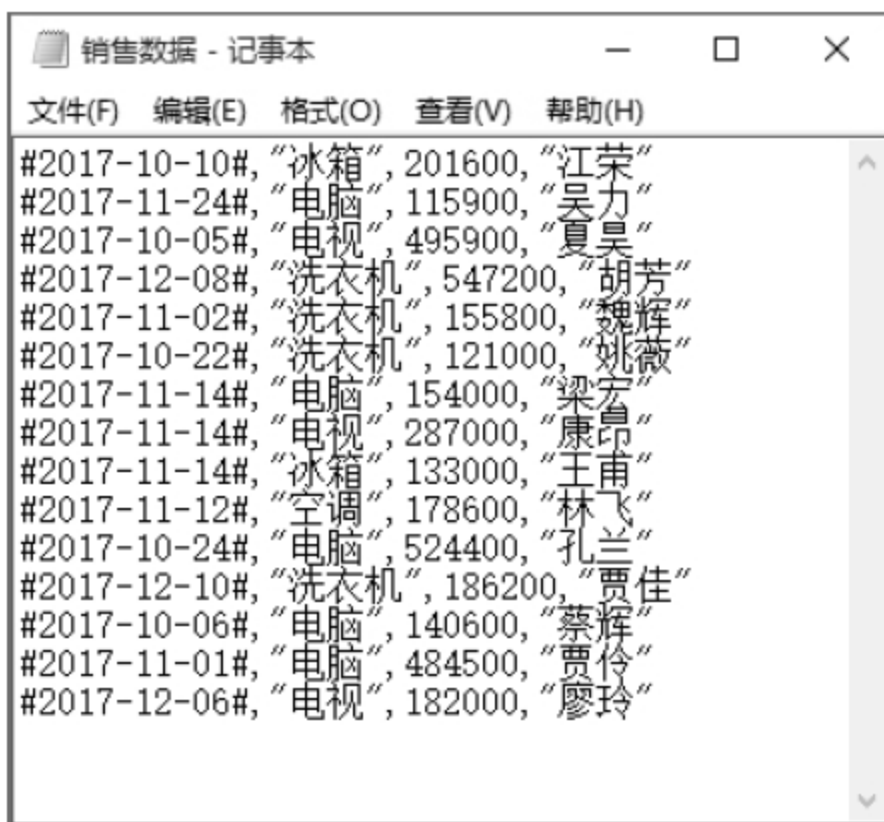 销售数据 - 记事本
文件(F) 编辑(E) 格式(O) 查看(V) 帮助(H)
#2017-10-10#,"冰箱",201600,"江荣"
#2017-11-24#,"电脑",115900,"吴力"
#2017-10-05#,"电视",495900,"夏昊"
#2017-12-08#,"洗衣机",547200,"胡芳"
#2017-11-02#,"洗衣机",155800,"魏辉"
#2017-10-22#,"洗衣机",121000,"姚薇"
#2017-11-14#,"电脑",154000,"梁宏"
#2017-11-14#,"电视",287000,"康昂"
#2017-11-14#,"冰箱",133000,"王甫"
#2017-11-12#,"空调",178600,"林飞"
#2017-10-24#,"电脑",524400,"孔兰"
#2017-12-10#,"洗衣机",186200,"贾佳"
#2017-10-06#,"电脑",140600,"蔡辉"
#2017-11-01#,"电脑",484500,"贾伶"
#2017-12-06#,"电视",182000,"廖玲"